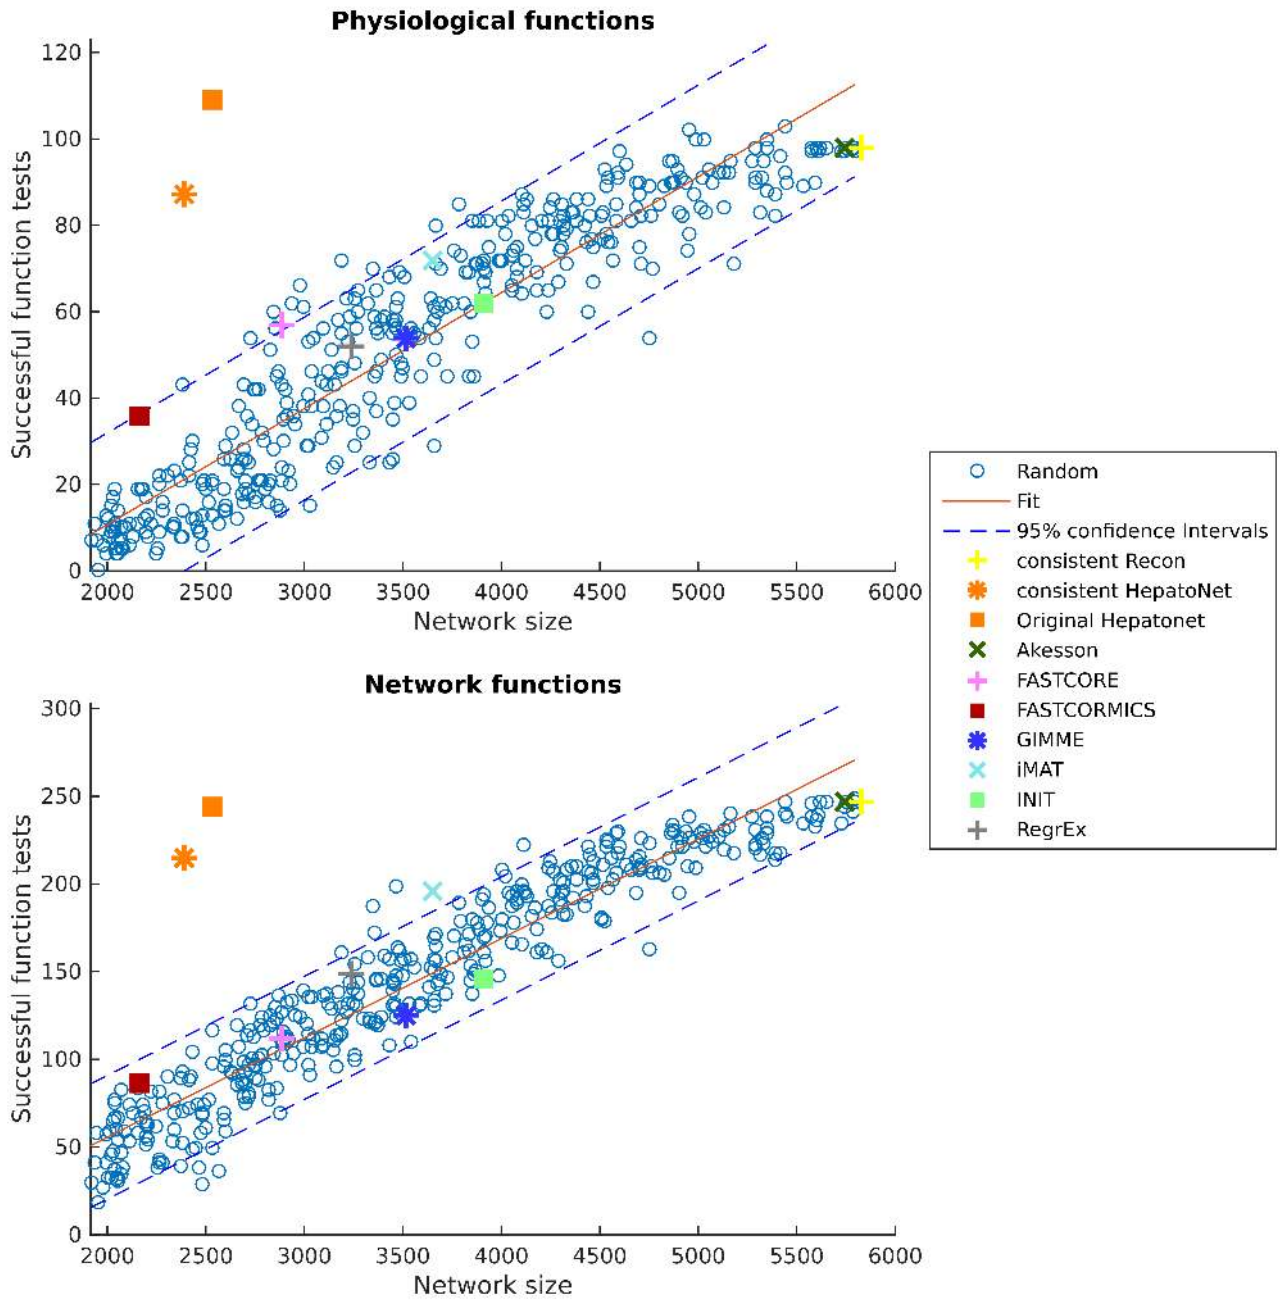 Physiological functions
120
100
80
60
40
20
0
Successful function tests
2000 2500 3000 3500 4000 4500 5000 5500 6000
Network size
Random
Fit
95% confidence Intervals
consistent Recon
consistent HepatoNet
Original Hepatonet
Akesson
FASTCORE
FASTCORMICS
GIMME
iMAT
INIT
RegrEx
Network functions
300
250
200
150
100
50
0
Successful function tests
2000 2500 3000 3500 4000 4500 5000 5500 6000
Network size